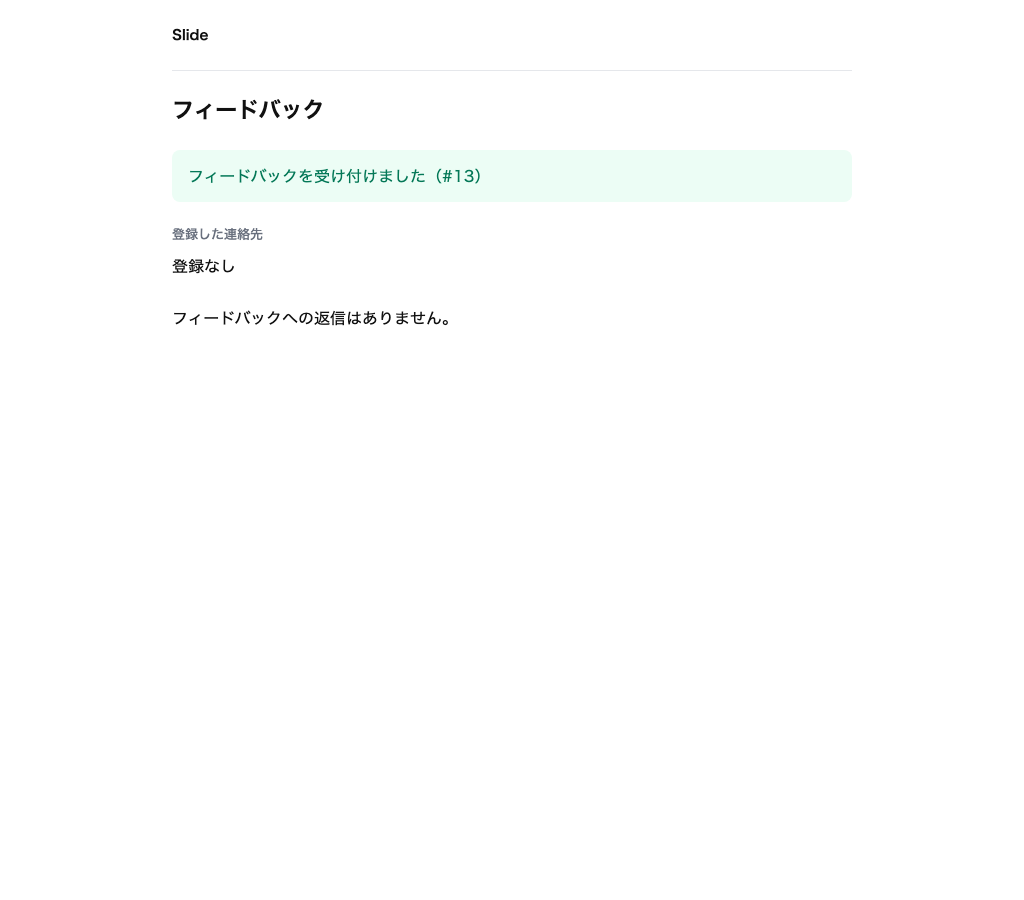 Slide
フィードバック
フィードバックを受け付けました（#13）
登録した連絡先
登録なし
フィードバックへの返信はありません。